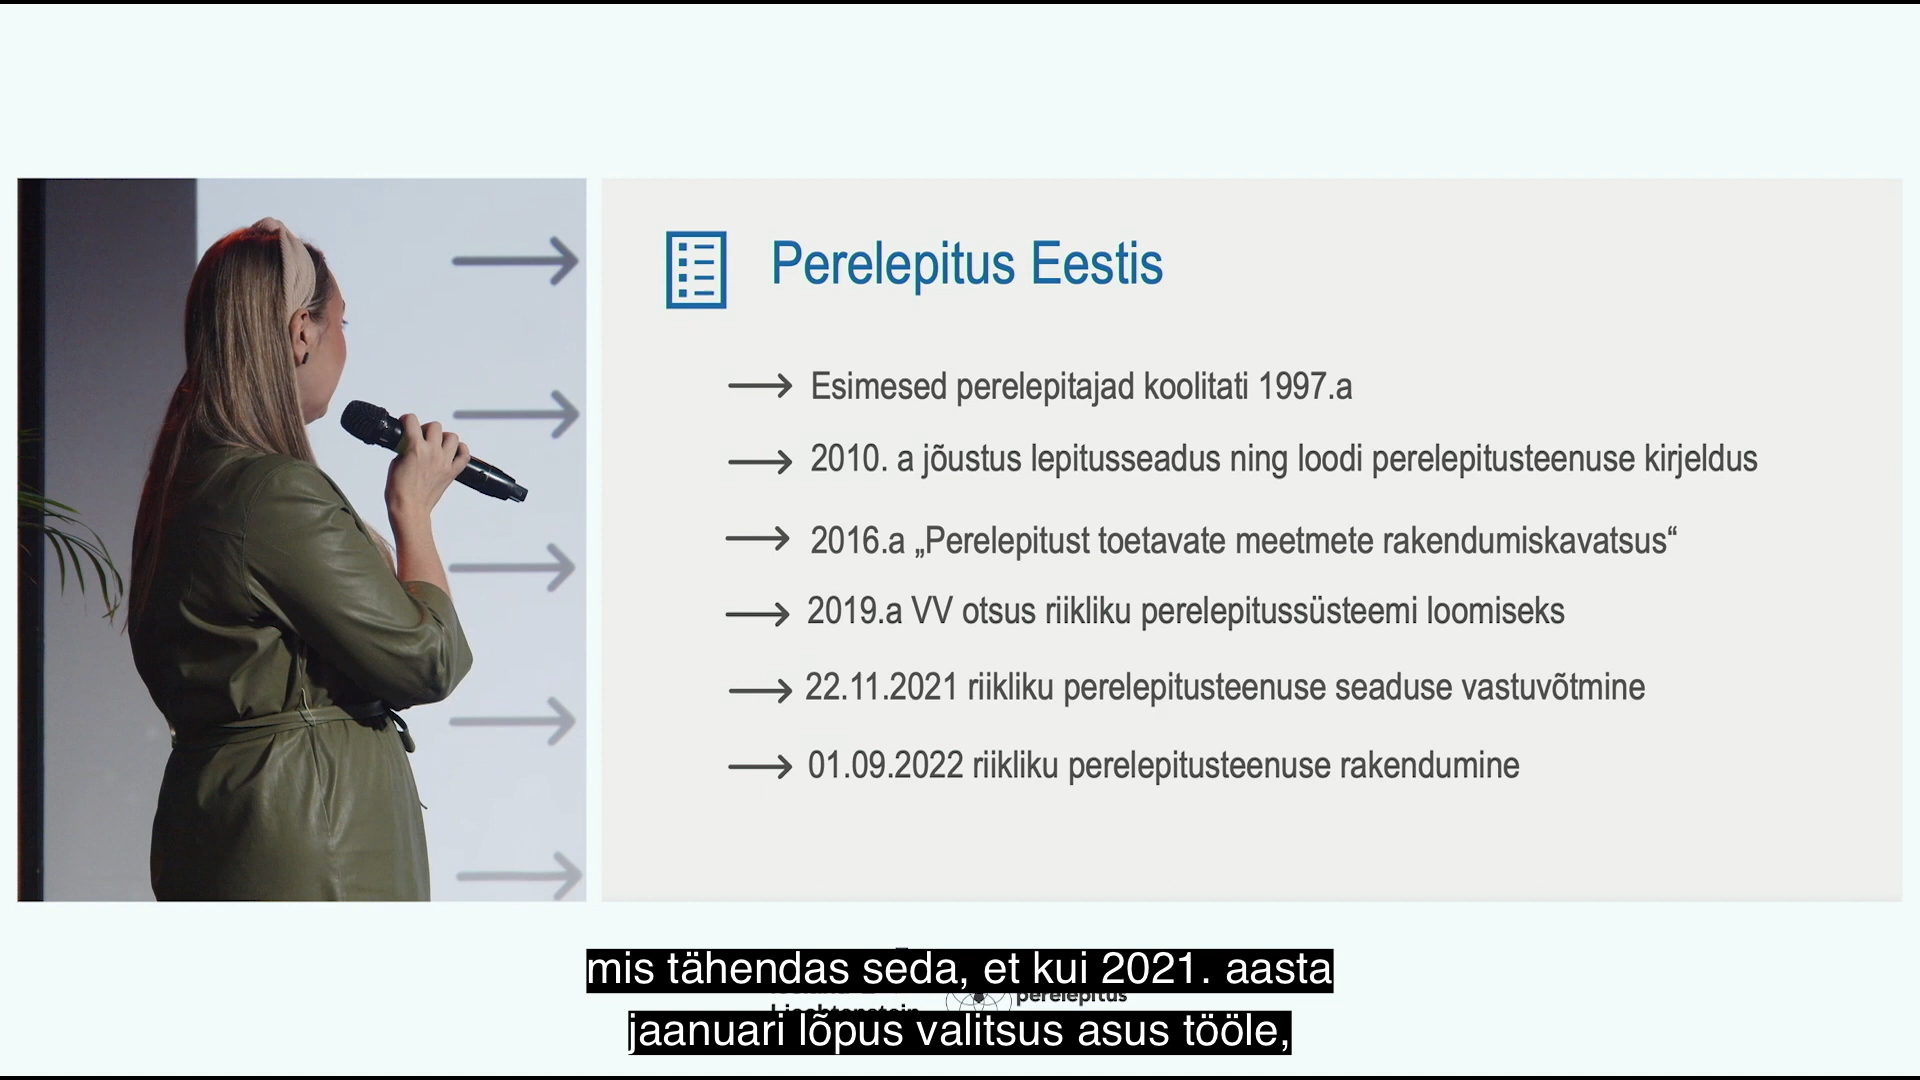 Perelepitus Eestis
Esimesed perelepitajad koolitati 1997.a
2010. a jõustus lepitusseadus ning loodi perelepitusteenuse kirjeldus
2016.a „Perelepitust toetavate meetmete rakendumiskavatsus“
2019.a VV otsus riikliku perelepitussüsteemi loomiseks
22.11.2021 riikliku perelepitusteenuse seaduse vastuvõtmine
01.09.2022 riikliku perelepitusteenuse rakendumine
mis tähendas seda, et kui 2021. aasta
perelepitus
jaanuari lõpus valitsus asus tööle,